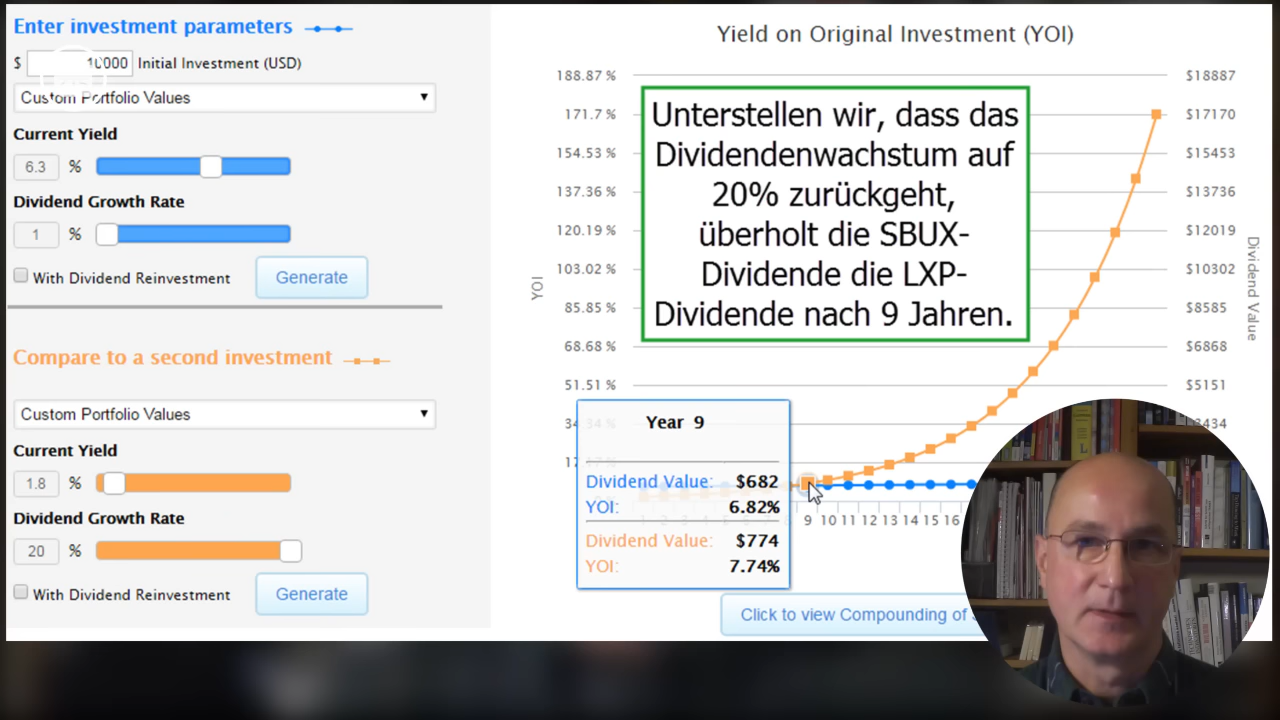 Enter investment parameters
$ 10000 Initial Investment (USD)
Custom Portfolio Values
Current Yield
6.3 %
Dividend Growth Rate
1 %
With Dividend Reinvestment
Generate
Compare to a second investment
Custom Portfolio Values
Current Yield
1.8 %
Dividend Growth Rate
20 %
With Dividend Reinvestment
Generate
Yield on Original Investment (YOI)
188.87 % $18887
171.7 % $17170
154.53 % $15453
137.36 % $13736
120.19 % $12019
103.02 % $10302
85.85 % $8585
68.68 % $6868
51.51 % $5151
YOI
Dividend Value
Unterstellen wir, dass das
Dividendenwachstum auf
20% zurückgeht,
überholt die SBUX-
Dividende die LXP-
Dividende nach 9 Jahren.
Year 9
Dividend Value: $682
YOI: 6.82%
Dividend Value: $774
YOI: 7.74%
9 10 11 12 13 14 15 16
Click to view Compounding of